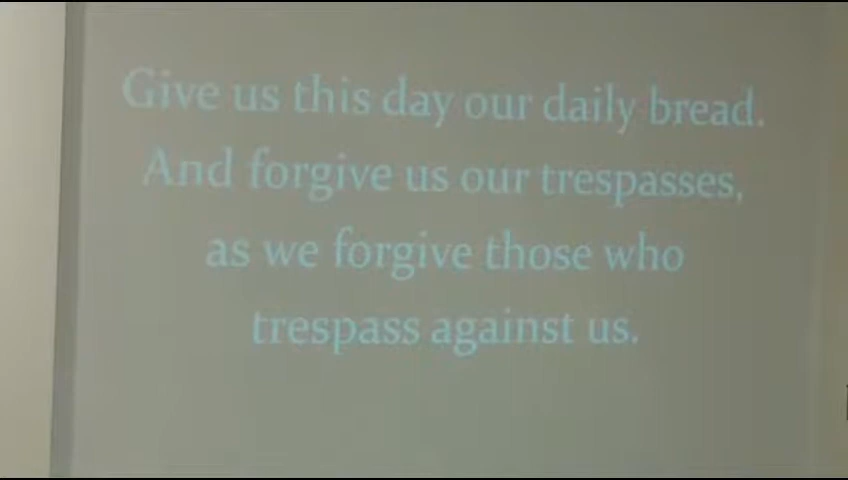 Give us this day our daily bread.
And forgive us our trespasses,
as we forgive those who
trespass against us.